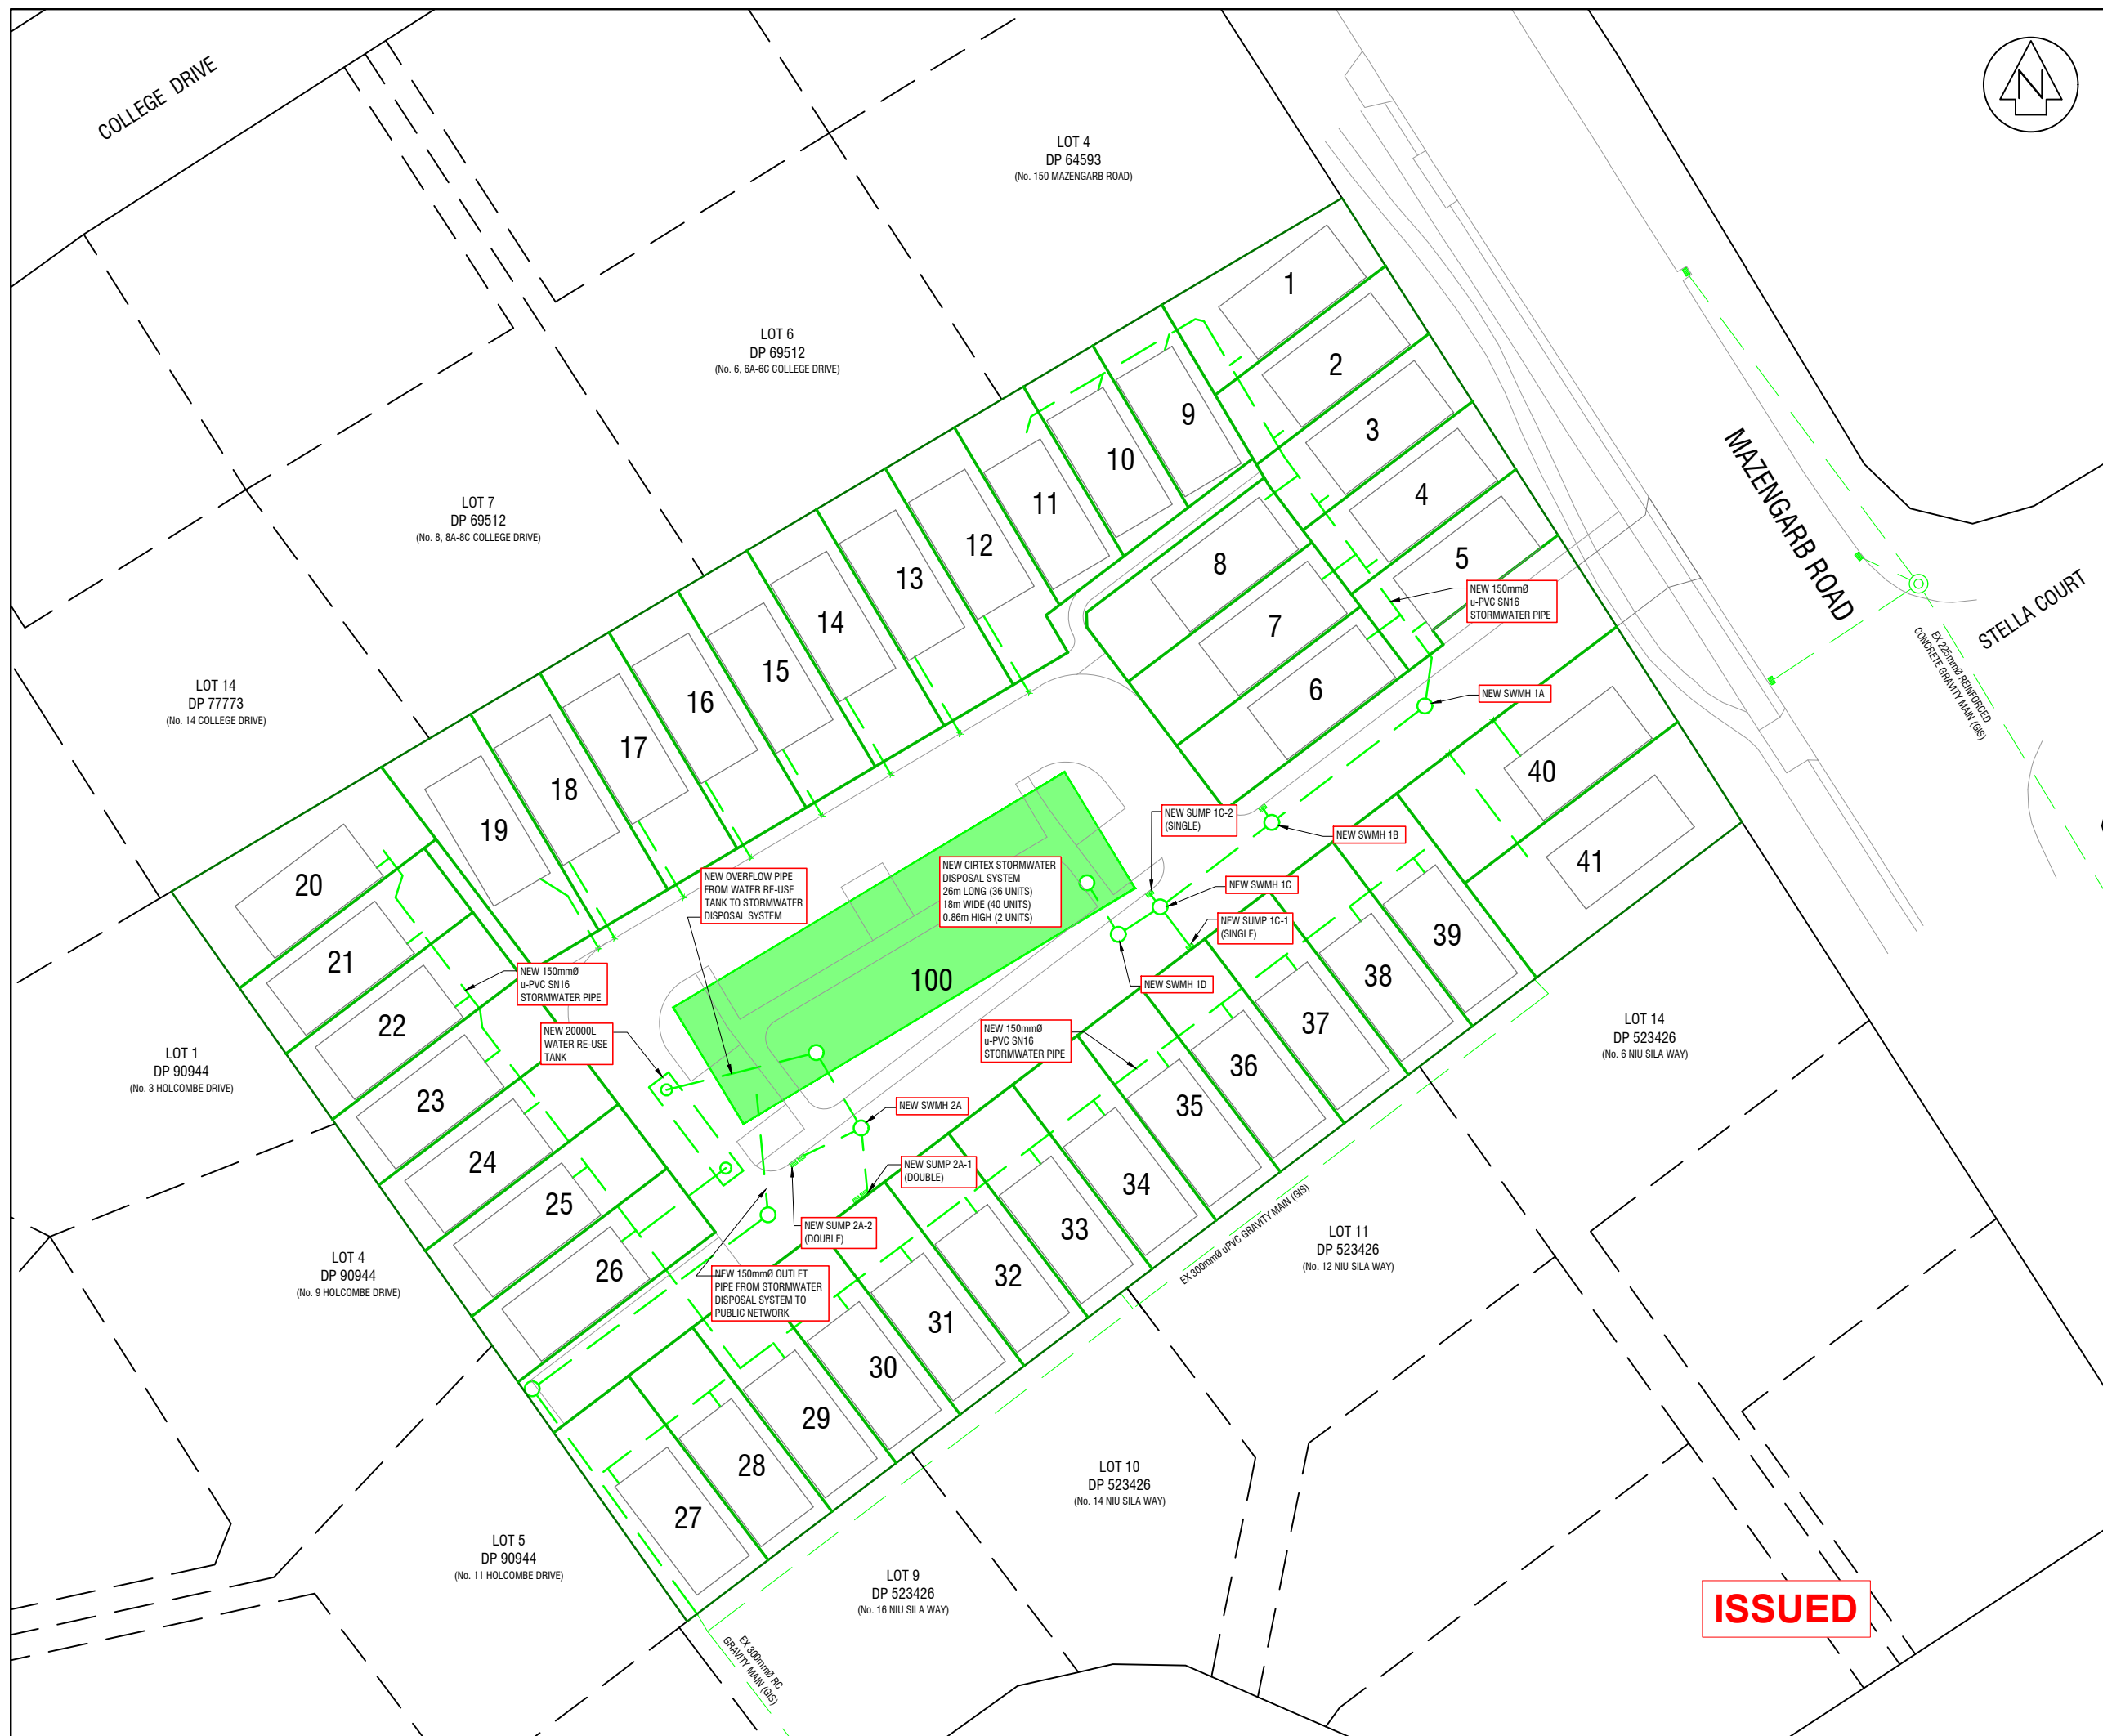 COLLEGE DRIVE
N
LOT 4
DP 64593
(No. 150 MAZENGARB ROAD)
LOT 6
DP 69512
(No. 6, 6A-6C COLLEGE DRIVE)
LOT 7
DP 69512
(No. 8, 8A-8C COLLEGE DRIVE)
LOT 14
DP 77773
(No. 14 COLLEGE DRIVE)
MAZENGARB ROAD
STELLA COURT
EX 225mmØ REINFORCED
CONCRETE GRAVITY MAIN (GIS)
1
2
3
4
5
6
7
8
9
10
11
12
13
14
15
16
17
18
19
20
21
22
23
24
25
26
27
28
29
30
31
32
33
34
35
36
37
38
39
40
41
100
NEW 150mmØ
u-PVC SN16
STORMWATER PIPE
NEW SWMH 1A
NEW SUMP 1C-2
(SINGLE)
NEW SWMH 1B
NEW CIRTEX STORMWATER
DISPOSAL SYSTEM
26m LONG (36 UNITS)
18m WIDE (40 UNITS)
0.86m HIGH (2 UNITS)
NEW OVERFLOW PIPE
FROM WATER RE-USE
TANK TO STORMWATER
DISPOSAL SYSTEM
NEW SWMH 1C
NEW SUMP 1C-1
(SINGLE)
NEW SWMH 1D
NEW 150mmØ
u-PVC SN16
STORMWATER PIPE
NEW 20000L
WATER RE-USE
TANK
NEW 150mmØ
u-PVC SN16
STORMWATER PIPE
NEW SWMH 2A
NEW SUMP 2A-1
(DOUBLE)
NEW SUMP 2A-2
(DOUBLE)
NEW 150mmØ OUTLET
PIPE FROM STORMWATER
DISPOSAL SYSTEM TO
PUBLIC NETWORK
LOT 1
DP 90944
(No. 3 HOLCOMBE DRIVE)
LOT 4
DP 90944
(No. 9 HOLCOMBE DRIVE)
LOT 5
DP 90944
(No. 11 HOLCOMBE DRIVE)
LOT 14
DP 523426
(No. 6 NIU SILA WAY)
LOT 11
DP 523426
(No. 12 NIU SILA WAY)
EX 300mmØ uPVC GRAVITY MAIN (GIS)
LOT 10
DP 523426
(No. 14 NIU SILA WAY)
LOT 9
DP 523426
(No. 16 NIU SILA WAY)
EX 300mmØ RC
GRAVITY MAIN (GIS)
ISSUED